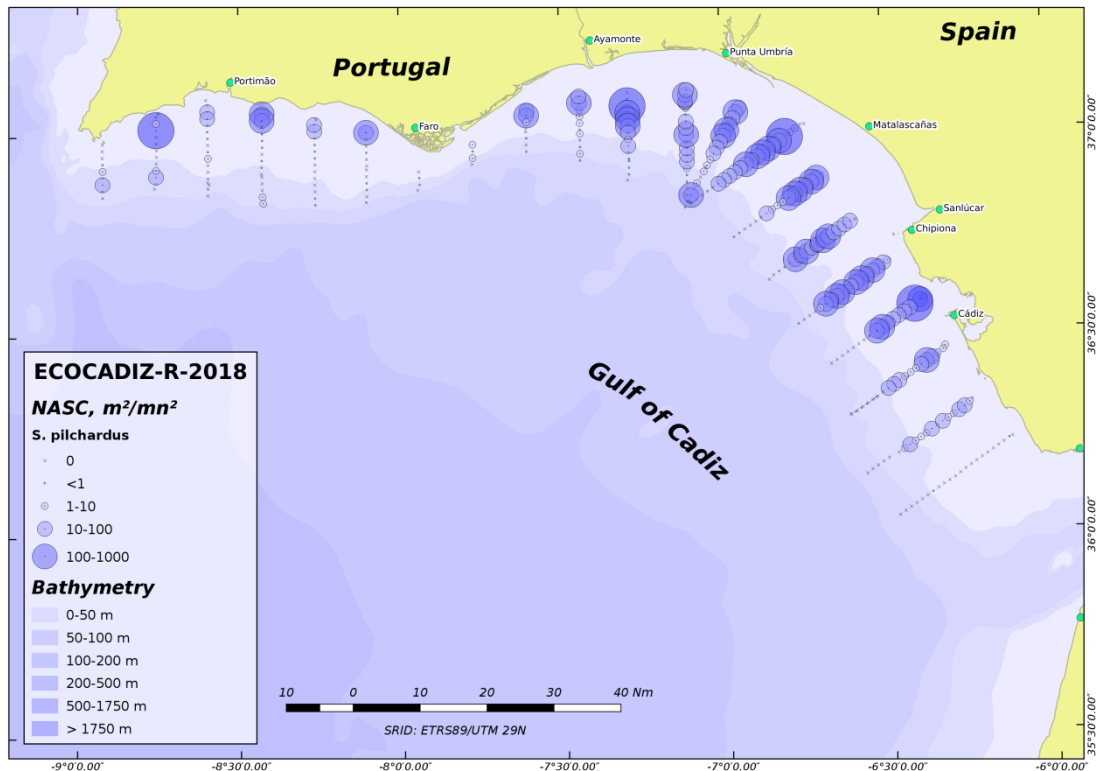 Spain
Ayamonte
Punta Umbría
Portugal
Portimão
Faro
Matalascañas
Sanlúcar
Chipiona
Cádiz
Gulf of Cadiz
37°0'0.00"
36°30'0.00"
36°0'0.00"
35°30'0.00"
ECOCADIZ-R-2018
NASC, m²/mn²
S. pilchardus
0
<1
1-10
10-100
100-1000
Bathymetry
0-50 m
50-100 m
100-200 m
200-500 m
500-1750 m
> 1750 m
10 0 10 20 30 40 Nm
SRID: ETRS89/UTM 29N
-9°0'0.00" -8°30'0.00" -8°0'0.00" -7°30'0.00" -7°0'0.00" -6°30'0.00" -6°0'0.00"